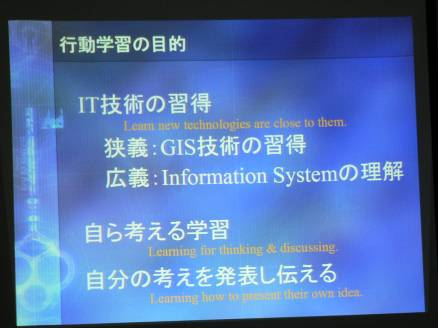 行動学習の目的
IT技術の習得
Learn new technologies are close to them.
狭義：GIS技術の習得
広義：Information Systemの理解
自ら考える学習
Learning for thinking & discussing.
自分の考えを発表し伝える
Learning how to present their own idea.